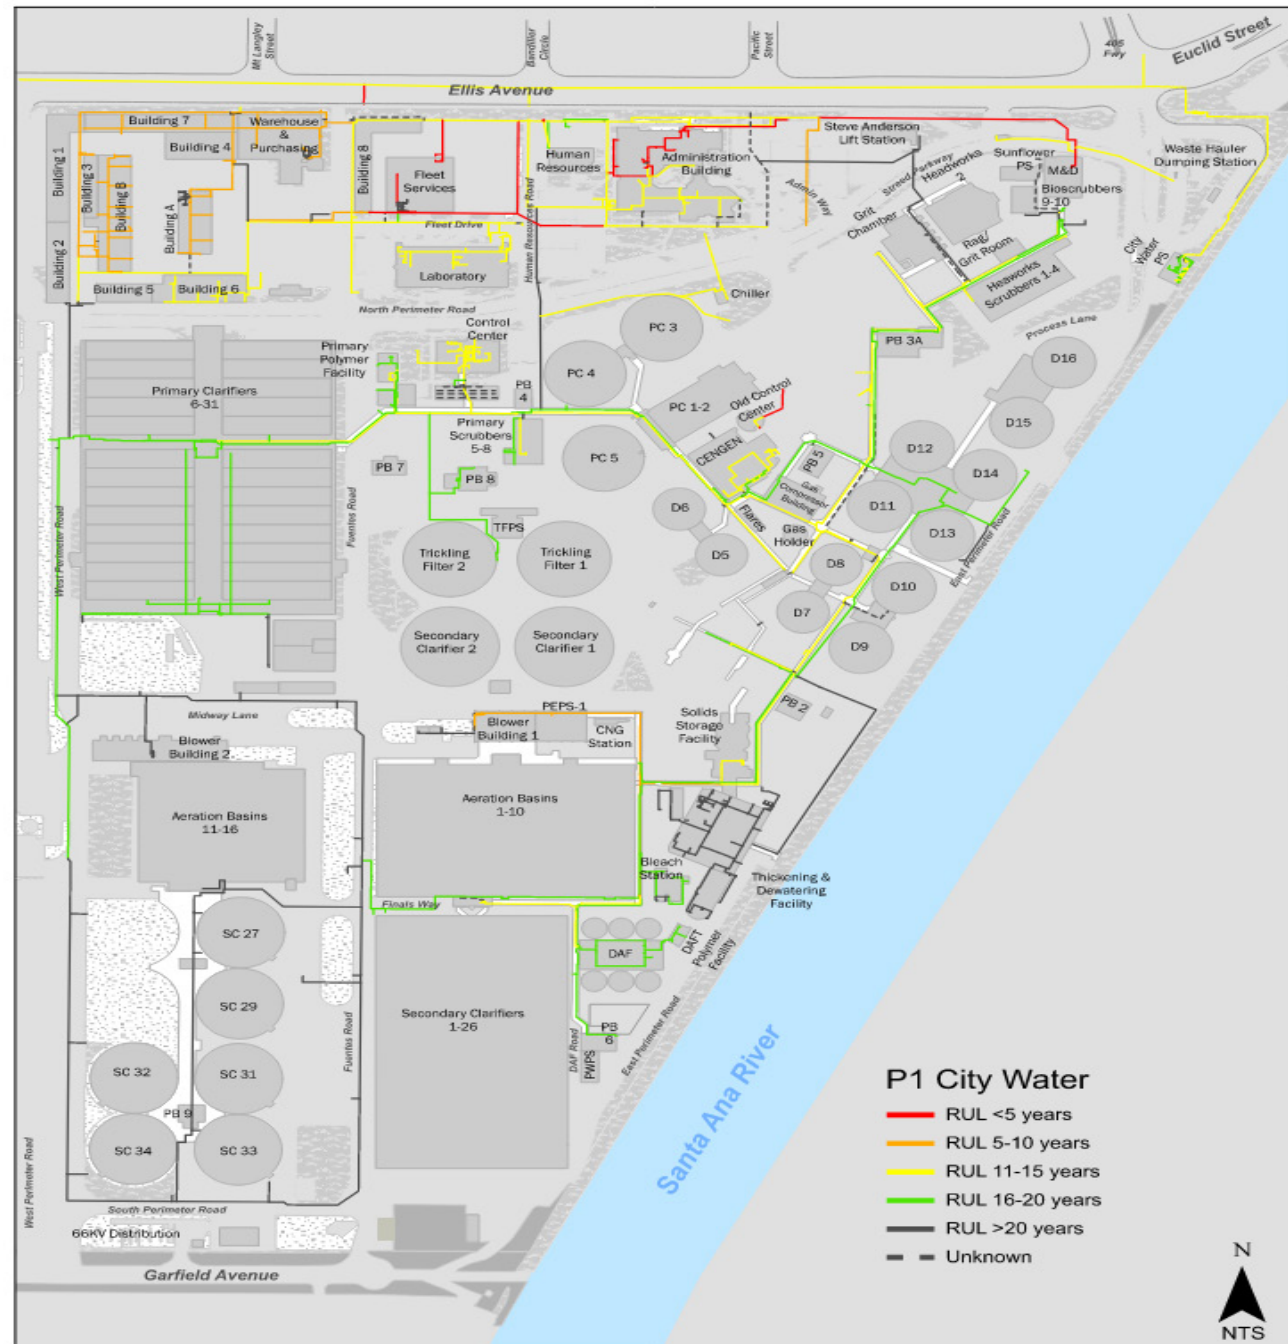 Mt Langley
Street
Bandilier
Circle
Pacific
Street
405
Fwy
Euclid Street
Ellis Avenue
Building 7
Warehouse
&
Purchasing
Building 4
Building 1
Building 3
Building B
Building A
Building 2
Building 5
Building 6
Building 8
Fleet
Services
Fleet Drive
Laboratory
Human Resources Road
Human
Resources
Administration
Building
Admin Way
Steve Anderson
Lift Station
Sunflower
PS
M&D
Bioscrubbers
9-10
Waste Hauler
Dumping Station
Headworks
2
Grit
Chamber
Rag/
Grit Room
Heaworks
Scrubbers 1-4
City
Water
PS
Process Lane
North Perimeter Road
Chiller
Control
Center
Primary
Polymer
Facility
PB
4
PC 3
PC 4
PC 1-2
Old Control
Center
PB 3A
D16
D15
D12
D14
Primary Clarifiers
6-31
Primary
Scrubbers
5-8
PC 5
CENGEN
PB 5
Gas
Compressor
Building
PB 7
PB 8
TFPS
D6
D5
Flares
Gas
Holder
D11
D13
D8
D10
D7
D9
East Perimeter Road
West Perimeter Road
Fuentes Road
Trickling
Filter 2
Trickling
Filter 1
Secondary
Clarifier 2
Secondary
Clarifier 1
Midway Lane
PEPS-1
Blower
Building 1
CNG
Station
Solids
Storage
Facility
PB 2
Blower
Building 2
Aeration Basins
11-16
Aeration Basins
1-10
Bleach
Station
Thickening &
Dewatering
Facility
Finals Way
DAF
DAFT
Polymer
Facility
SC 27
SC 29
SC 31
SC 32
PB 9
SC 33
SC 34
Secondary Clarifiers
1-26
Fuentes Road
DAF Road
PB
6
PWPS
East Perimeter Road
West Perimeter Road
South Perimeter Road
66KV Distribution
Garfield Avenue
Santa Ana River
P1 City Water
RUL <5 years
RUL 5-10 years
RUL 11-15 years
RUL 16-20 years
RUL >20 years
Unknown
N
NTS